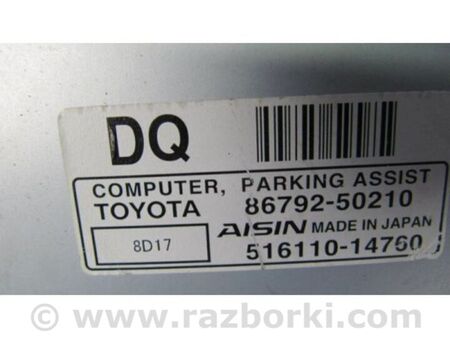 DQ
COMPUTER, PARKING ASSIST
TOYOTA 86792-50210
8D17 AISIN MADE IN JAPAN
516110-14760
© www.razborki.com